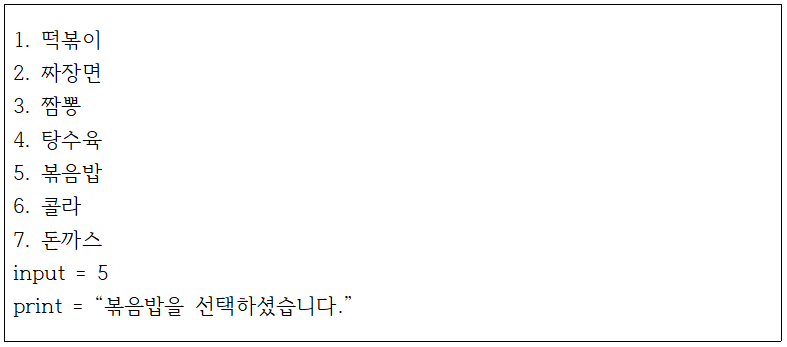 1. 떡볶이
2. 짜장면
3. 짬뽕
4. 탕수육
5. 볶음밥
6. 콜라
7. 돈까스
input = 5
print = “볶음밥을 선택하셨습니다.”